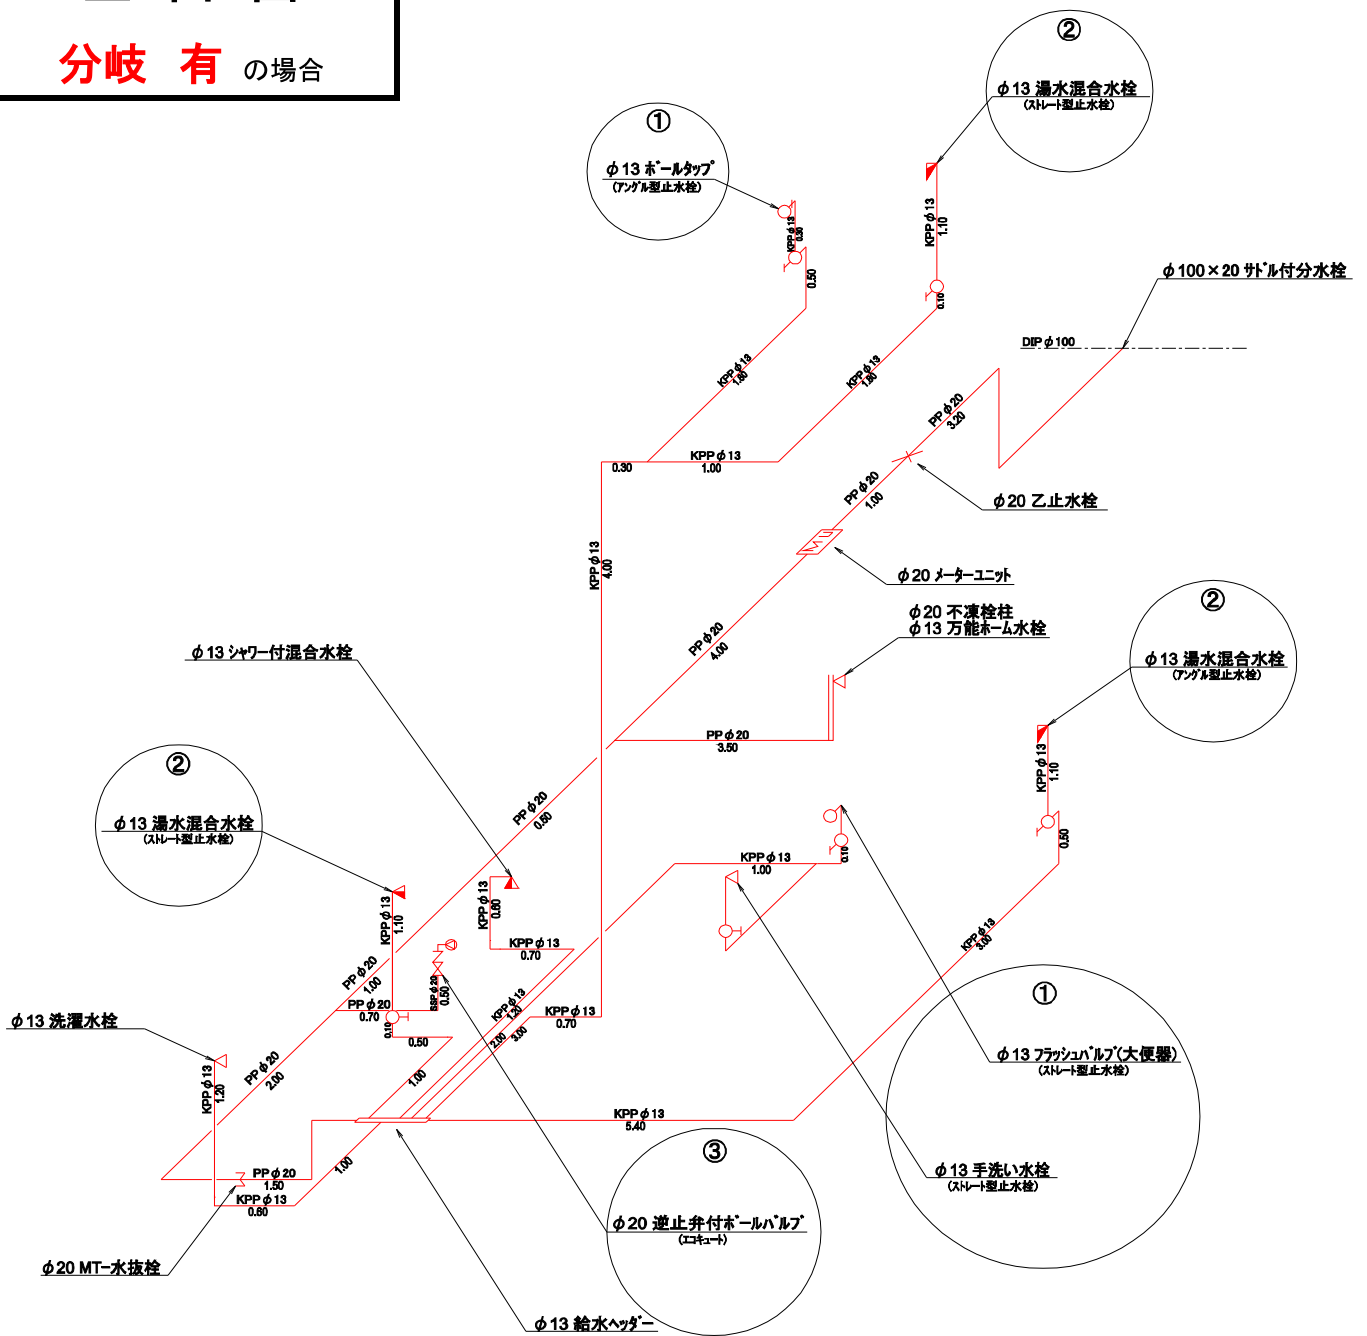 分岐 有 の場合
②
φ13 湯水混合水栓
(ストレート型止水栓)
①
φ13 ボールタップ
(アングル型止水栓)
KPPφ13
0.30
0.50
KPPφ13
1.10
0.10
φ100×20 サドル付分水栓
DIPφ100
KPPφ13
1.80
KPPφ13
1.80
PPφ20
3.20
0.30
KPPφ13
1.00
PPφ20
1.00
φ20 乙止水栓
KPPφ13
4.00
φ20 メーターユニット
φ20 不凍栓柱
φ13 万能ホーム水栓
②
φ13 湯水混合水栓
(アングル型止水栓)
PPφ20
4.00
φ13 シャワー付混合水栓
PPφ20
3.50
KPPφ13
1.10
0.50
②
φ13 湯水混合水栓
(ストレート型止水栓)
PPφ20
0.50
KPPφ13
1.00
0.10
KPPφ13
1.10
KPPφ13
0.60
KPPφ13
0.70
KPPφ13
3.00
PPφ20
1.00
SSPφ20
0.50
PPφ20
0.70
0.10
0.50
KPPφ13
1.20
2.00
3.00
KPPφ13
0.70
①
φ13 フラッシュバルブ(大便器)
(ストレート型止水栓)
φ13 手洗い水栓
(ストレート型止水栓)
φ13 洗濯水栓
KPPφ13
1.20
PPφ20
2.00
1.00
KPPφ13
5.40
1.00
PPφ20
1.50
KPPφ13
0.60
③
φ20 逆止弁付ボールバルブ
(エコキュート)
φ20 MT-水抜栓
φ13 給水ヘッダー